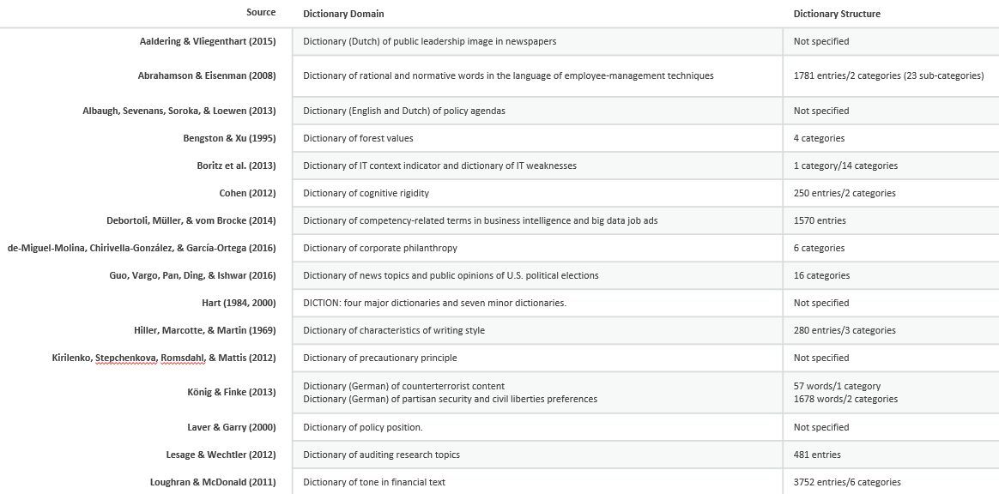 Source Dictionary Domain Dictionary Structure
Aaldering & Vliegenthart (2015) Dictionary (Dutch) of public leadership image in newspapers Not specified
Abrahamson & Eisenman (2008) Dictionary of rational and normative words in the language of employee-management techniques 1781 entries/2 categories (23 sub-categories)
Albaugh, Sevenans, Soroka, & Loewen (2013) Dictionary (English and Dutch) of policy agendas Not specified
Bengston & Xu (1995) Dictionary of forest values 4 categories
Boritz et al. (2013) Dictionary of IT context indicator and dictionary of IT weaknesses 1 category/14 categories
Cohen (2012) Dictionary of cognitive rigidity 250 entries/2 categories
Debortoli, Müller, & vom Brocke (2014) Dictionary of competency-related terms in business intelligence and big data job ads 1570 entries
de-Miguel-Molina, Chirivella-González, & García-Ortega (2016) Dictionary of corporate philanthropy 6 categories
Guo, Vargo, Pan, Ding, & Ishwar (2016) Dictionary of news topics and public opinions of U.S. political elections 16 categories
Hart (1984, 2000) DICTION: four major dictionaries and seven minor dictionaries. Not specified
Hiller, Marcotte, & Martin (1969) Dictionary of characteristics of writing style 280 entries/3 categories
Kirilenko, Stepchenkova, Romsdahl, & Mattis (2012) Dictionary of precautionary principle Not specified
König & Finke (2013) Dictionary (German) of counterterrorist content 57 words/1 category
Dictionary (German) of partisan security and civil liberties preferences 1678 words/2 categories
Laver & Garry (2000) Dictionary of policy position. Not specified
Lesage & Wechtler (2012) Dictionary of auditing research topics 481 entries
Loughran & McDonald (2011) Dictionary of tone in financial text 3752 entries/6 categories